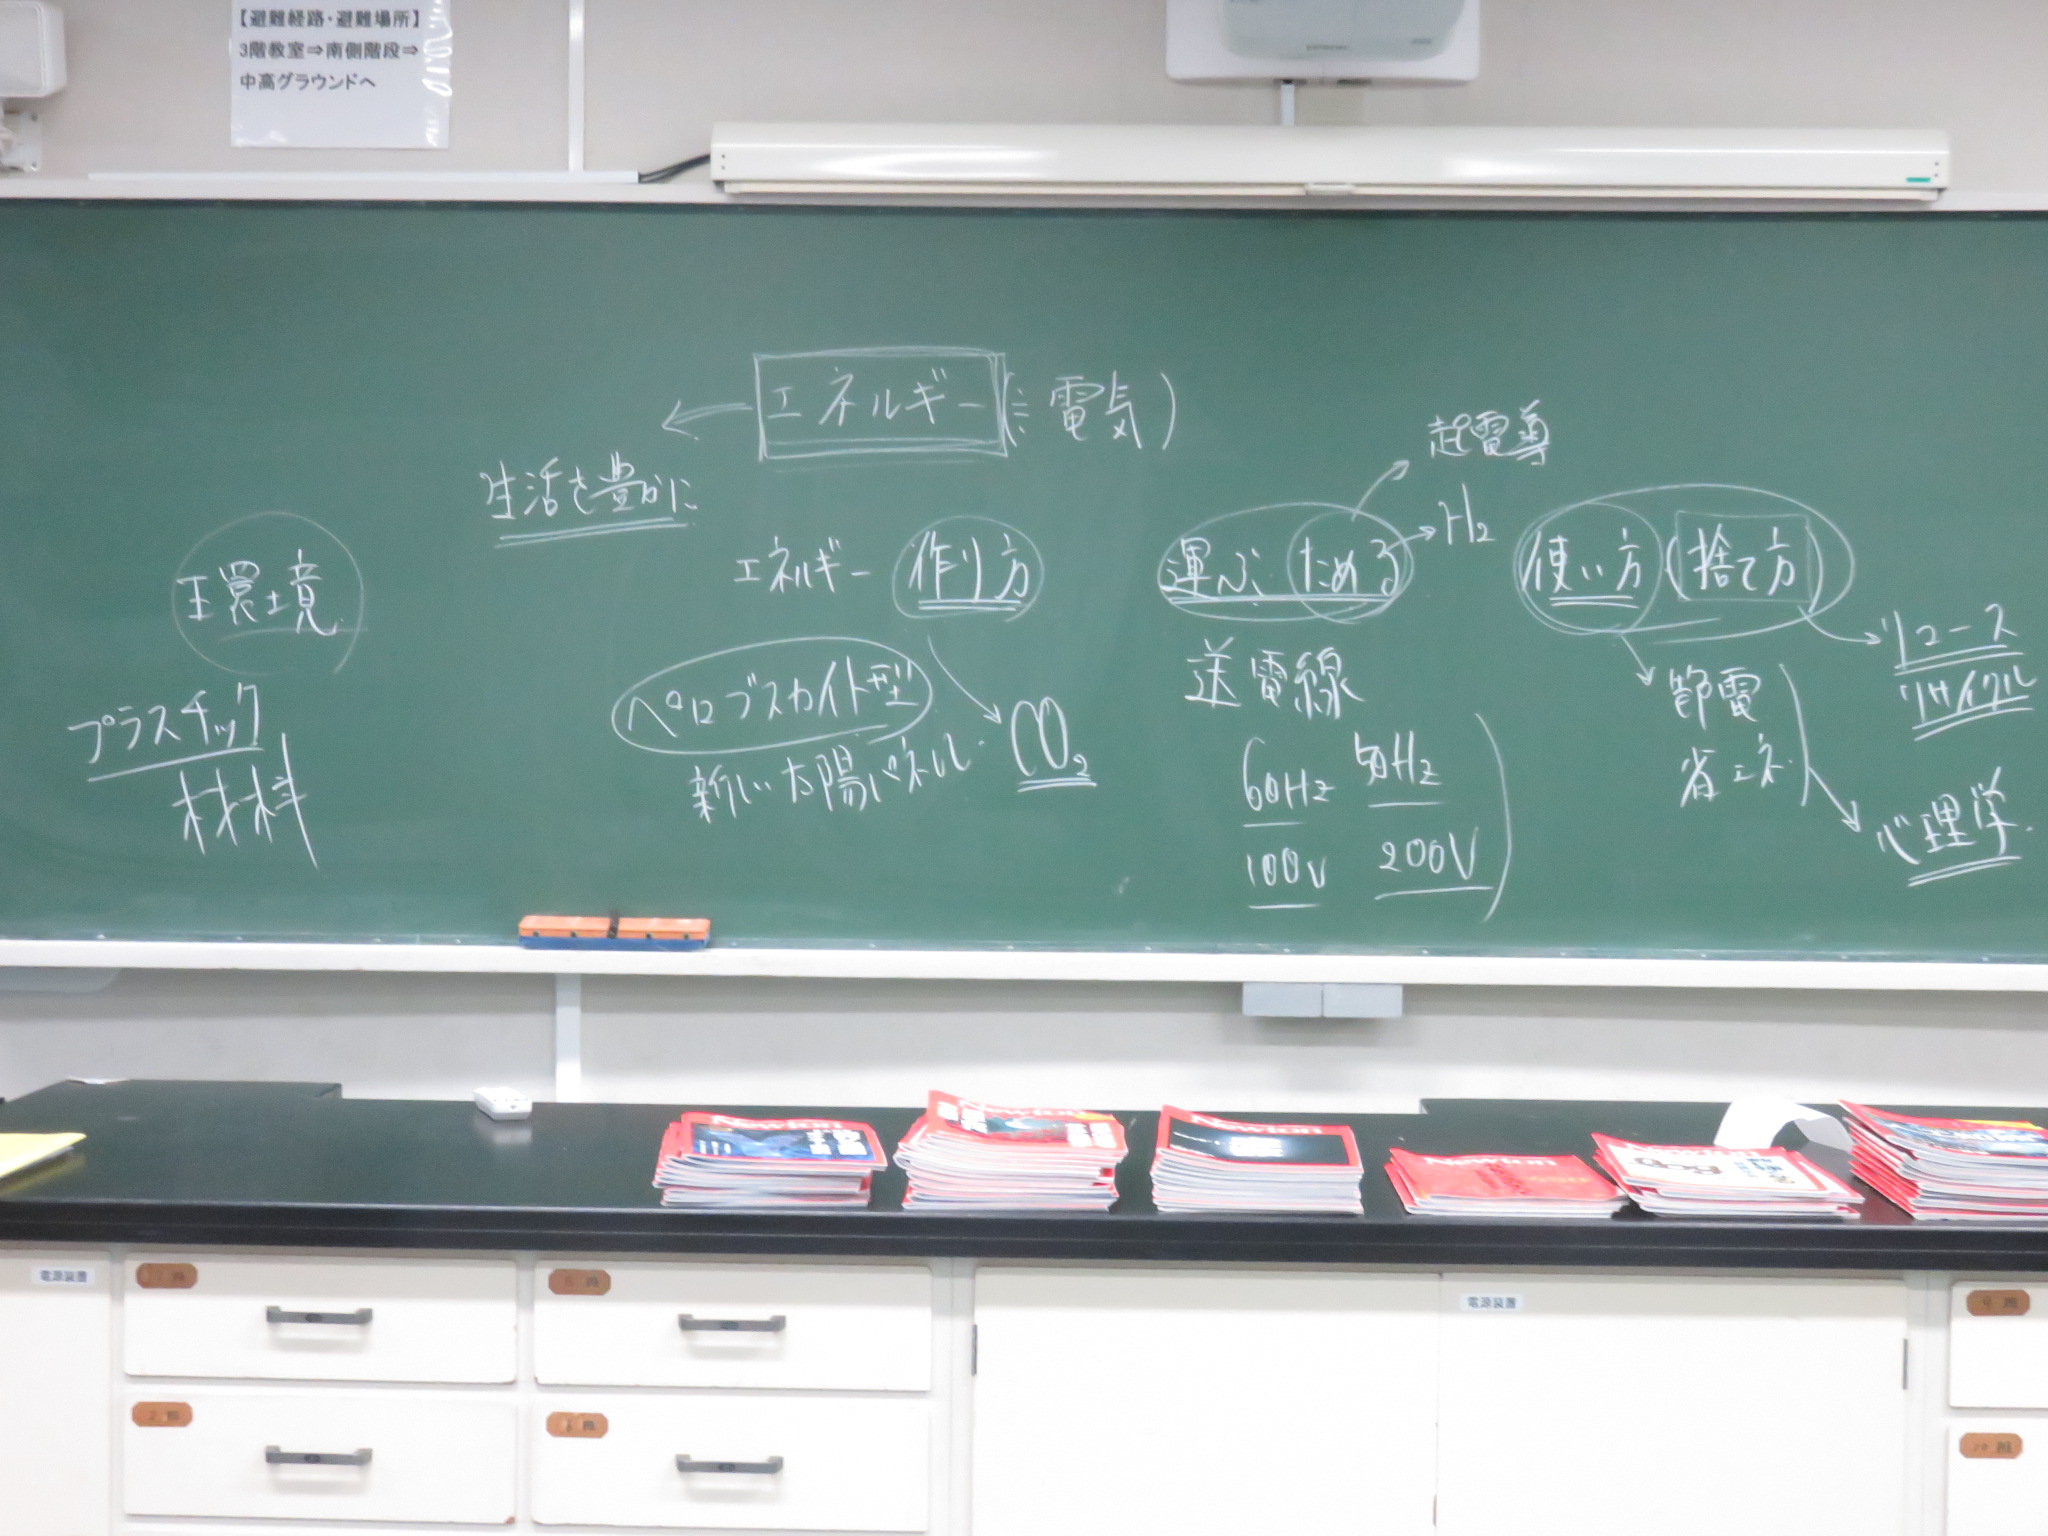 【避難経路・避難場所】
3階教室⇒南側階段⇒
中高グラウンドへ
エネルギー(≒電気)
生活を豊かに
環境
プラスチック
材料
エネルギー 作り方
ペロブスカイト型
新しい太陽パネル
CO₂
運ぶ ためる
超電導
H₂
送電線
60Hz 50Hz
100V 200V
使い方 (捨て方)
リユース
リサイクル
節電
省エネ
心理学
Newton
Newton
Newton
Newton
Newton
電源装置
電源装置